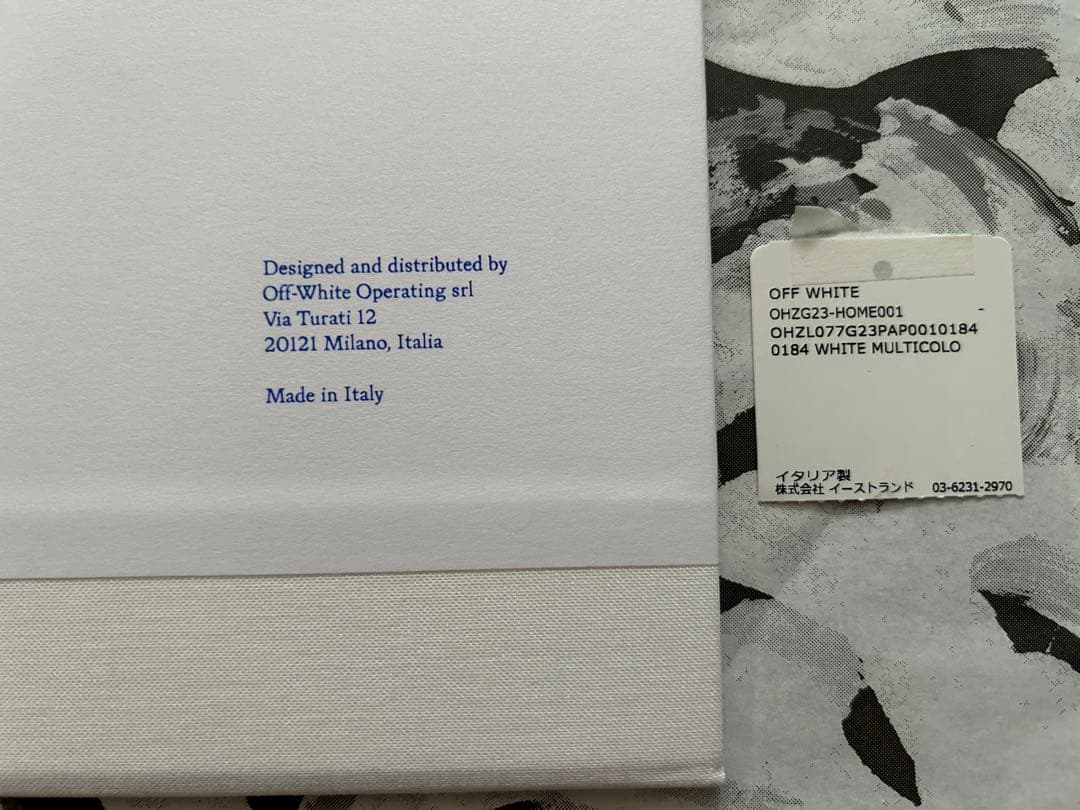 Designed and distributed by
Off-White Operating srl
Via Turati 12
20121 Milano, Italia
Made in Italy
OFF WHITE
OHZG23-HOME001 -
OHZL077G23PAP0010184
0184 WHITE MULTICOLO
イタリア製
株式会社 イーストランド 03-6231-2970